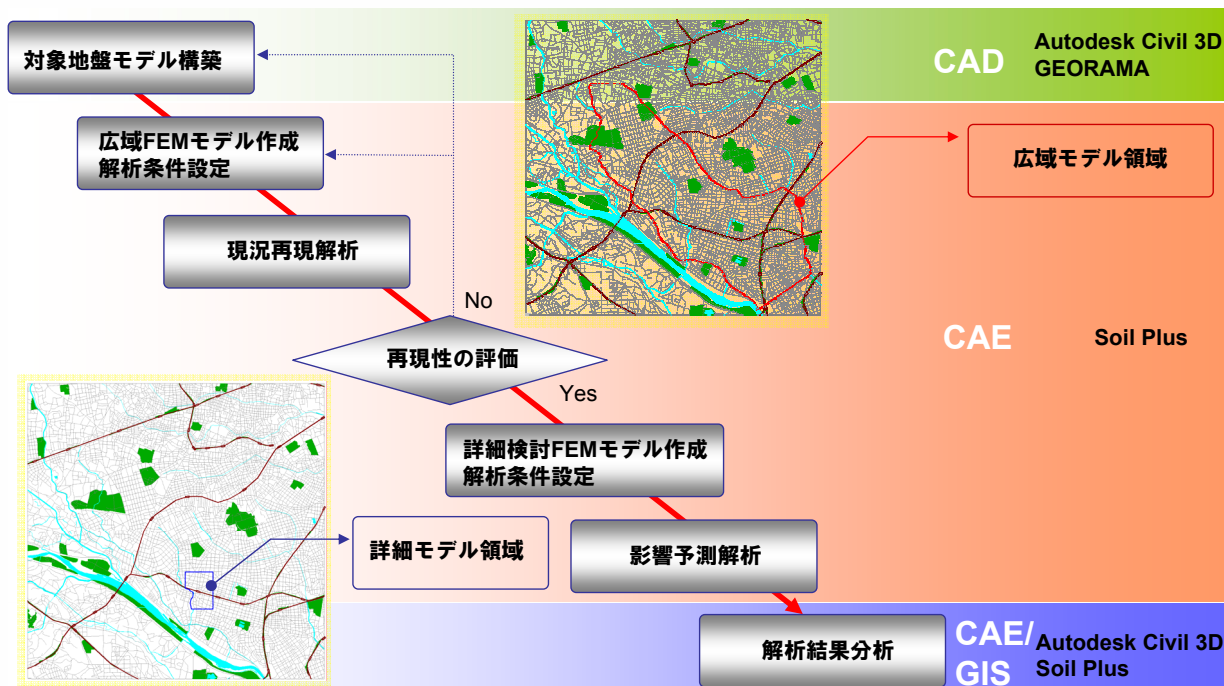 対象地盤モデル構築
CAD
Autodesk Civil 3D
GEORAMA
広域FEMモデル作成
解析条件設定
広域モデル領域
現況再現解析
No
再現性の評価
CAE
Soil Plus
Yes
詳細検討FEMモデル作成
解析条件設定
詳細モデル領域
影響予測解析
解析結果分析
CAE/
GIS
Autodesk Civil 3D
Soil Plus